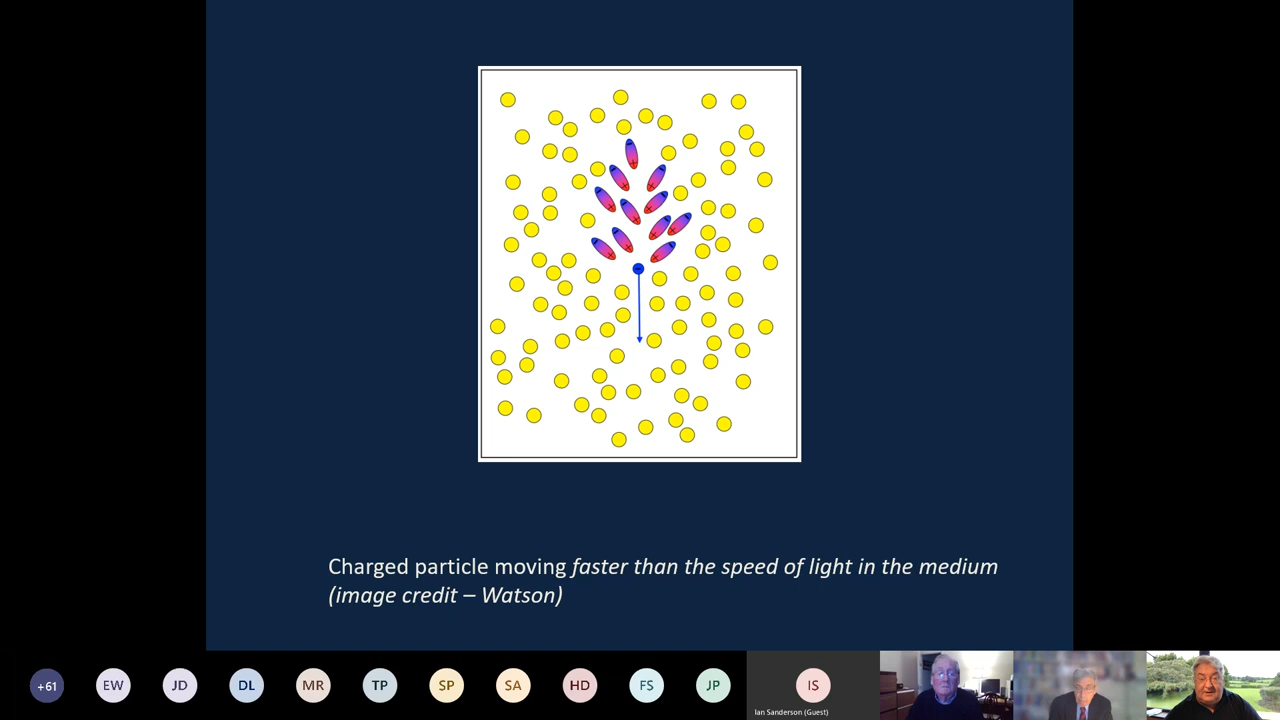 Charged particle moving faster than the speed of light in the medium
(image credit – Watson)
+61
EW
JD
DL
MR
TP
SP
SA
HD
FS
JP
IS
Ian Sanderson (Guest)